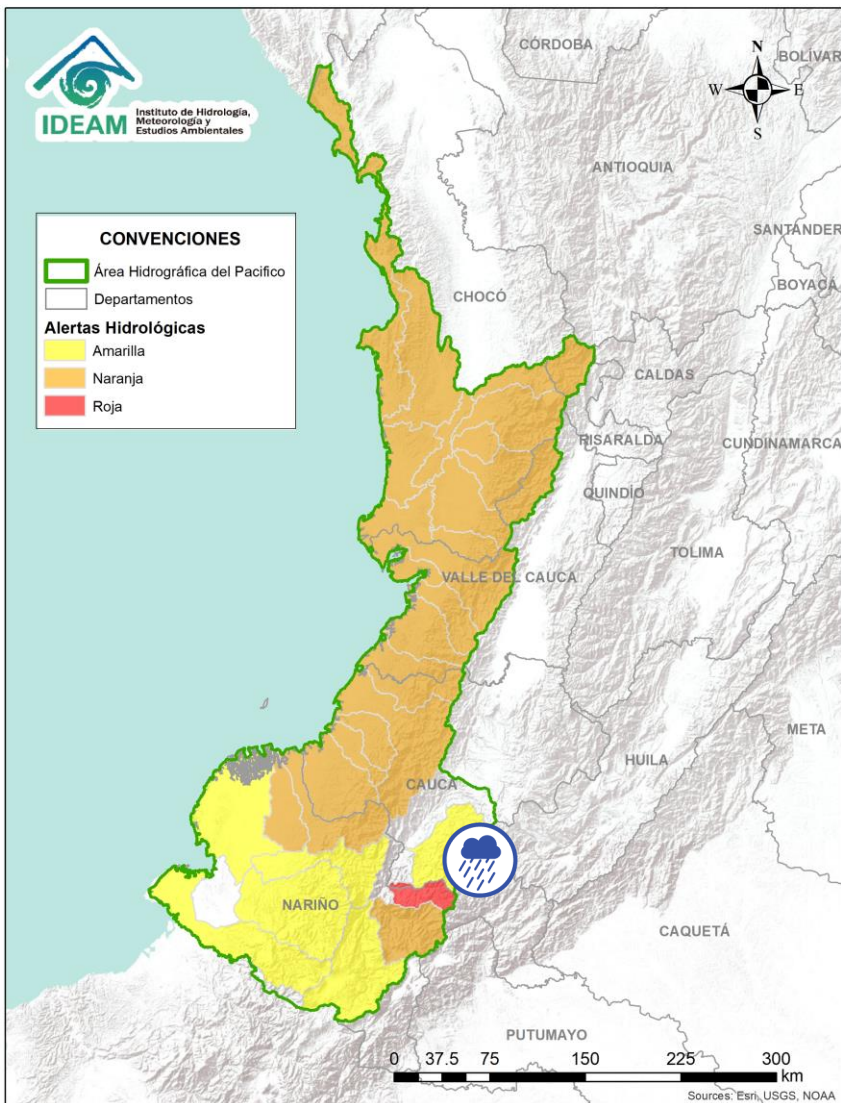 IDEAM
Instituto de Hidrología,
Meteorología y
Estudios Ambientales
N
W
E
S
CÓRDOBA
BOLÍVAR
ANTIOQUIA
SANTANDER
BOYACÁ
CHOCÓ
CONVENCIONES
Área Hidrográfica del Pacifico
Departamentos
Alertas Hidrológicas
Amarilla
Naranja
Roja
CALDAS
RISARALDA
CUNDINAMARCA
QUINDÍO
TOLIMA
VALLE DEL CAUCA
META
HUILA
CAUCA
NARIÑO
CAQUETÁ
PUTUMAYO
0 37.5 75 150 225 300
km
Sources: Esri, USGS, NOAA